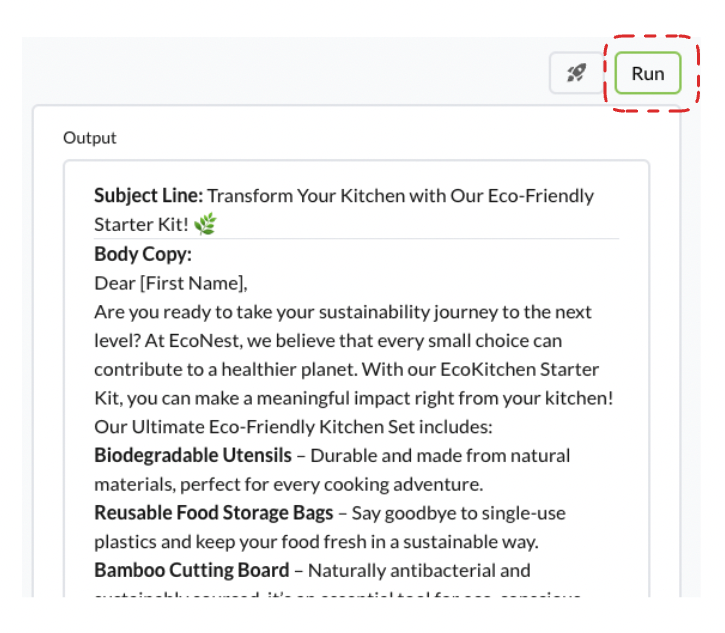 Run
Output
Subject Line: Transform Your Kitchen with Our Eco-Friendly
Starter Kit! 🌿
Body Copy:
Dear [First Name],
Are you ready to take your sustainability journey to the next
level? At EcoNest, we believe that every small choice can
contribute to a healthier planet. With our EcoKitchen Starter
Kit, you can make a meaningful impact right from your kitchen!
Our Ultimate Eco-Friendly Kitchen Set includes:
Biodegradable Utensils – Durable and made from natural
materials, perfect for every cooking adventure.
Reusable Food Storage Bags – Say goodbye to single-use
plastics and keep your food fresh in a sustainable way.
Bamboo Cutting Board – Naturally antibacterial and